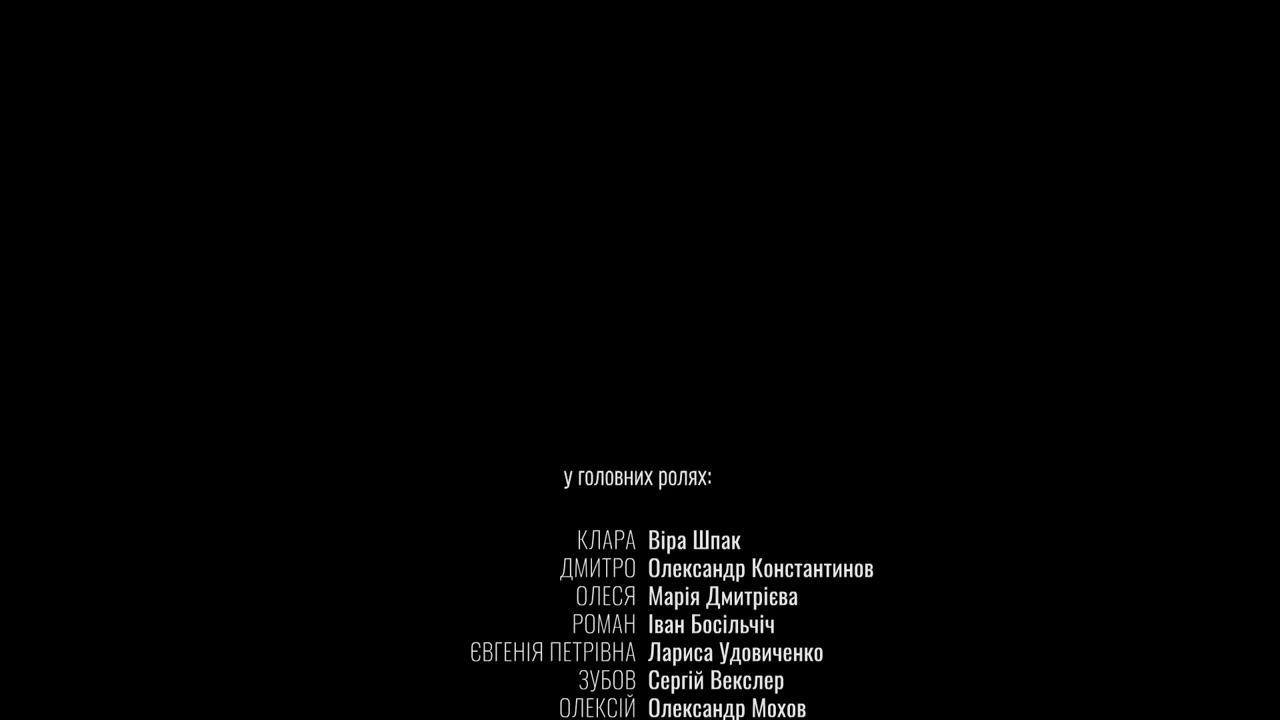 у головних ролях:
КЛАРА Віра Шпак
ДМИТРО Олександр Константинов
ОЛЕСЯ Марія Дмитрієва
РОМАН Іван Босільчіч
ЄВГЕНІЯ ПЕТРІВНА Лариса Удовиченко
ЗУБОВ Сергій Векслер
ОЛЕКСІЙ Олександр Мохов